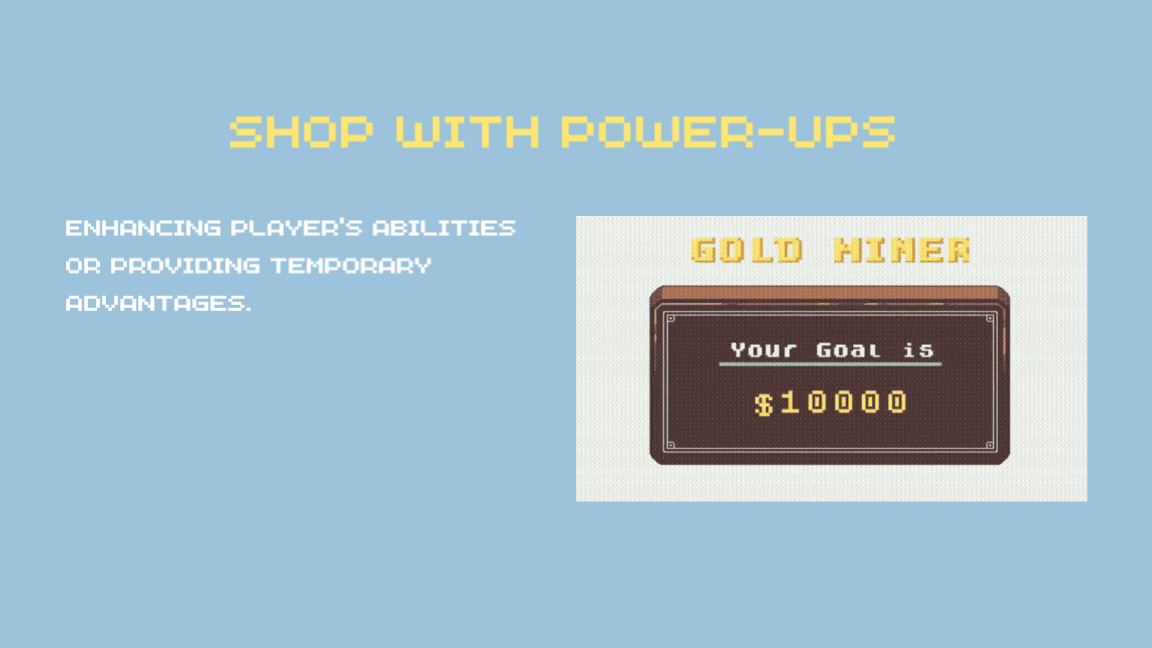 SHOP WITH POWER-UPS
ENHANCING PLAYER'S ABILITIES
OR PROVIDING TEMPORARY
ADVANTAGES.
GOLD MINER
Your Goal is
$10000